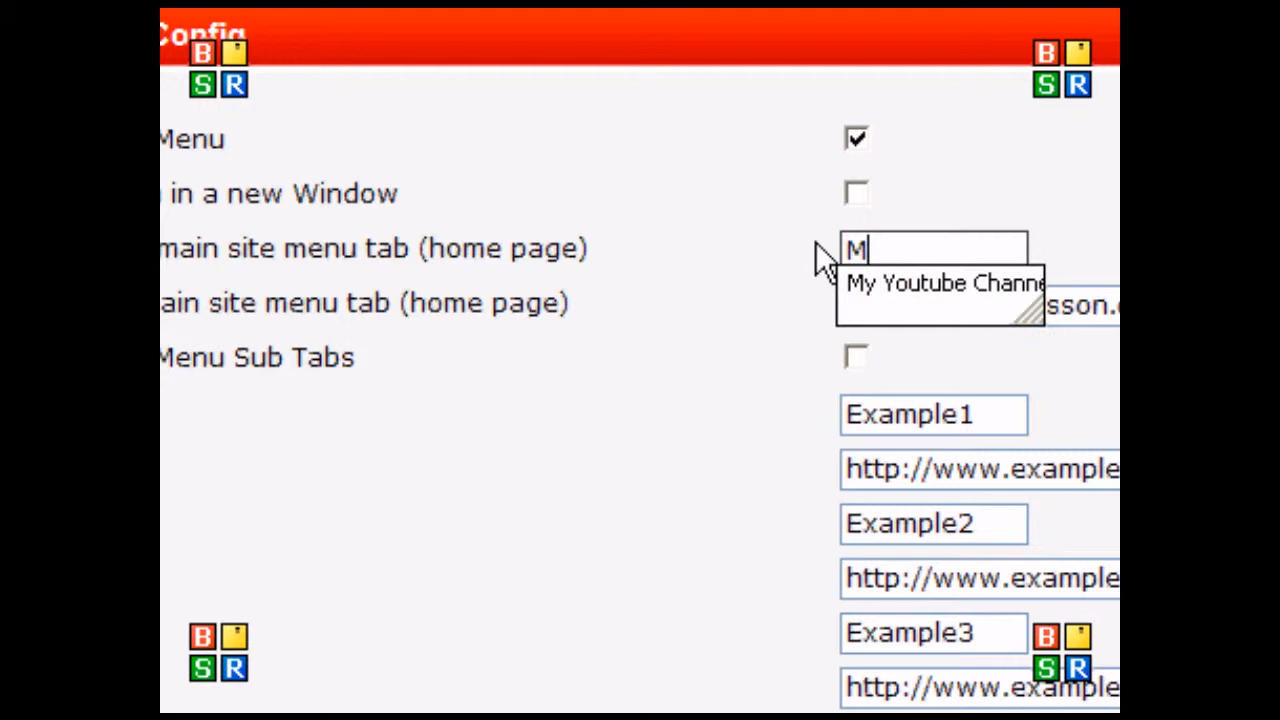 Config
B
S R
B
S R
Menu
in a new Window
main site menu tab (home page)
M
My Youtube Channe
ain site menu tab (home page)
sson.
Menu Sub Tabs
Example1
http://www.example
Example2
http://www.example
Example3
http://www.example
B
S R
B
S R